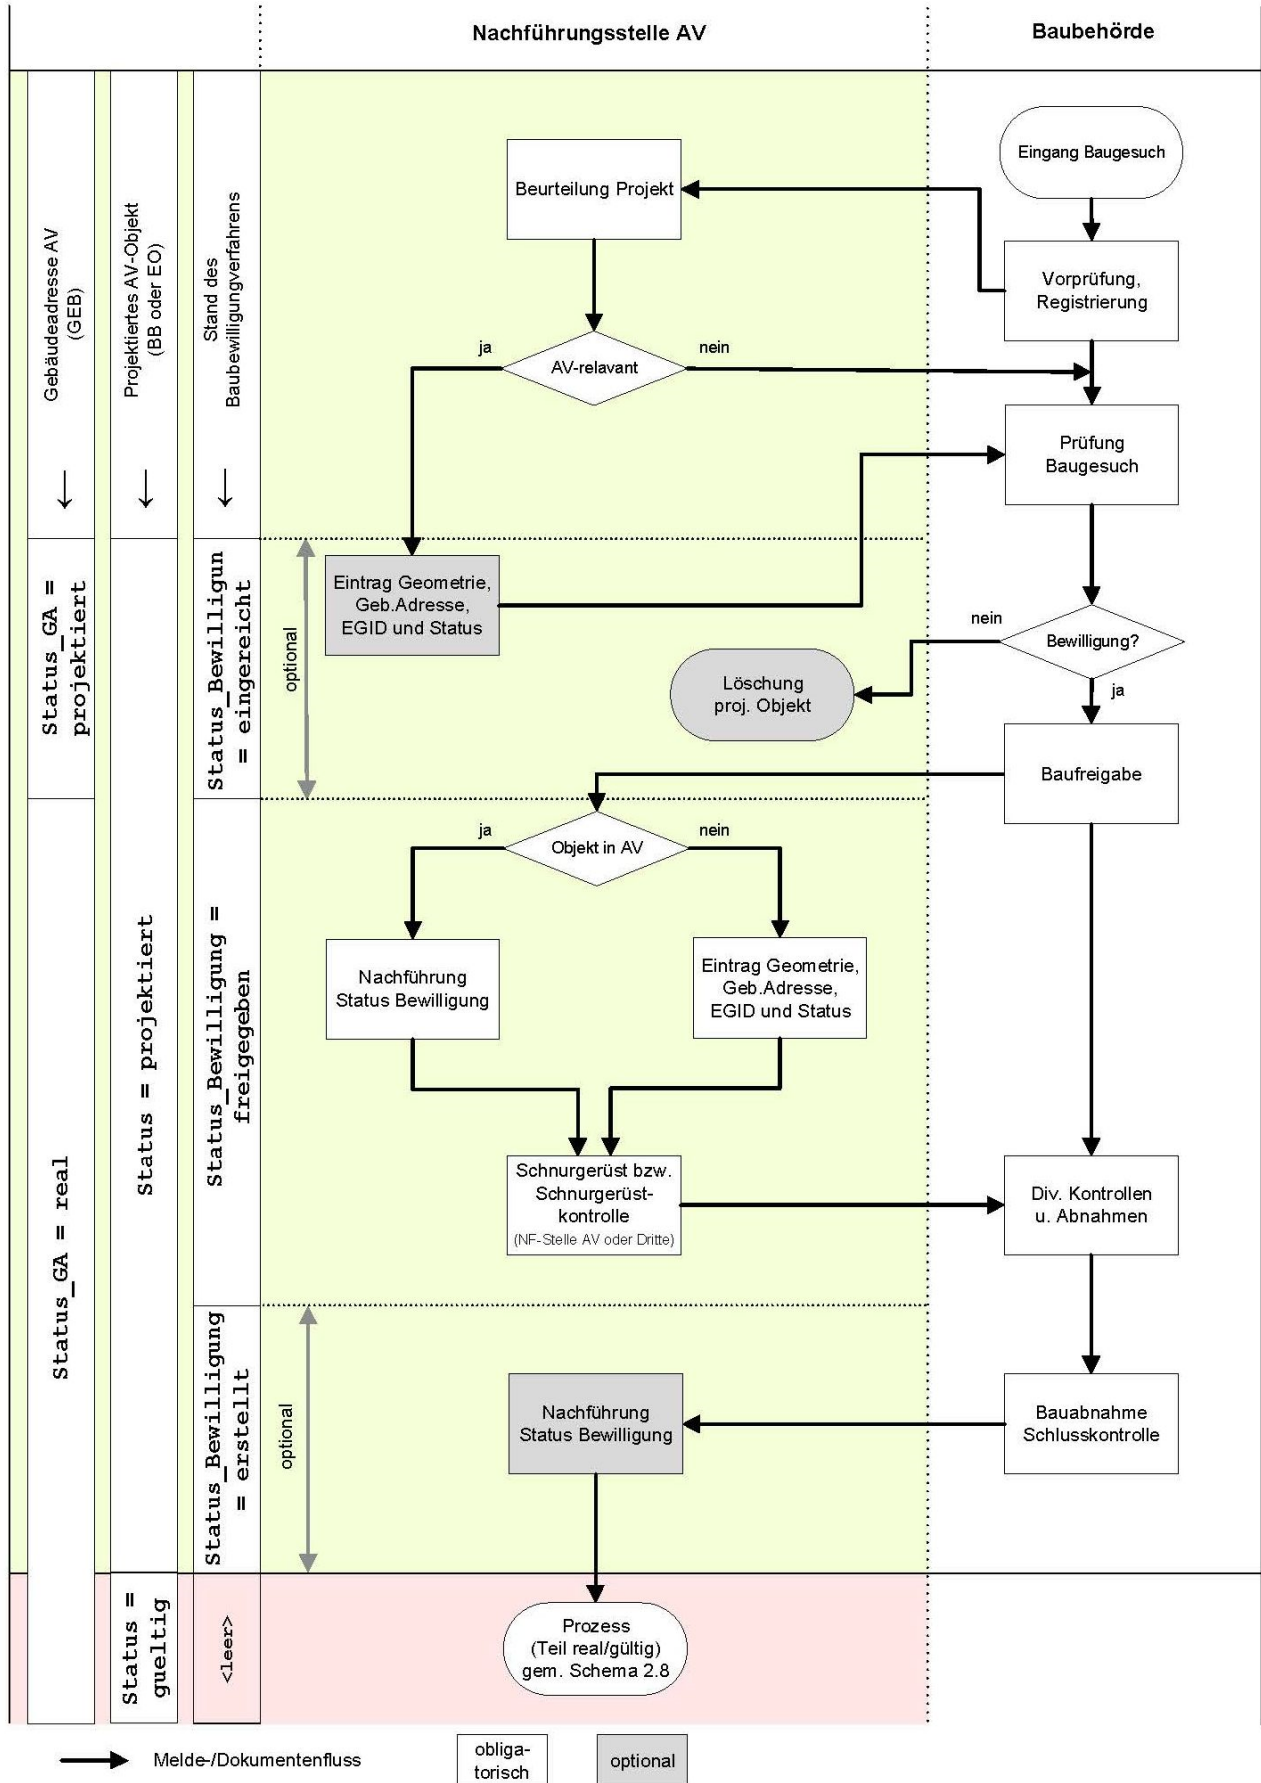 Nachführungsstelle AV
Baubehörde
Gebäudeadresse AV
(GEB)
Projektiertes AV-Objekt
(BB oder EO)
Stand des
Baubewilligungverfahrens
Eingang Baugesuch
Beurteilung Projekt
Vorprüfung,
Registrierung
ja
nein
AV-relevant
Prüfung
Baugesuch
Status_GA =
projektiert
Status_Bewilligun
= eingereicht
optional
Eintrag Geometrie,
Geb.Adresse,
EGID und Status
nein
Bewilligung?
ja
Löschung
proj. Objekt
Baufreigabe
ja
nein
Objekt in AV
Status_GA = real
Status = projektiert
Status_Bewilligung =
freigegeben
Nachführung
Status Bewilligung
Eintrag Geometrie,
Geb.Adresse,
EGID und Status
Schnurgerüst bzw.
Schnurgerüst-
kontrolle
(NF-Stelle AV oder Dritte)
Div. Kontrollen
u. Abnahmen
Status_Bewilligung
= erstellt
optional
Nachführung
Status Bewilligung
Bauabnahme
Schlusskontrolle
Status =
gueltig
<leer>
Prozess
(Teil real/gültig)
gem. Schema 2.8
Melde-/Dokumentenfluss
obliga-
torisch
optional